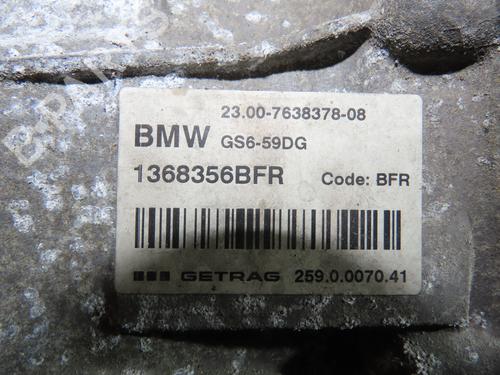 23.00-7638378-08
BMW GS6-59DG
1368356BFR Code: BFR
GETRAG 259.0.0070.41